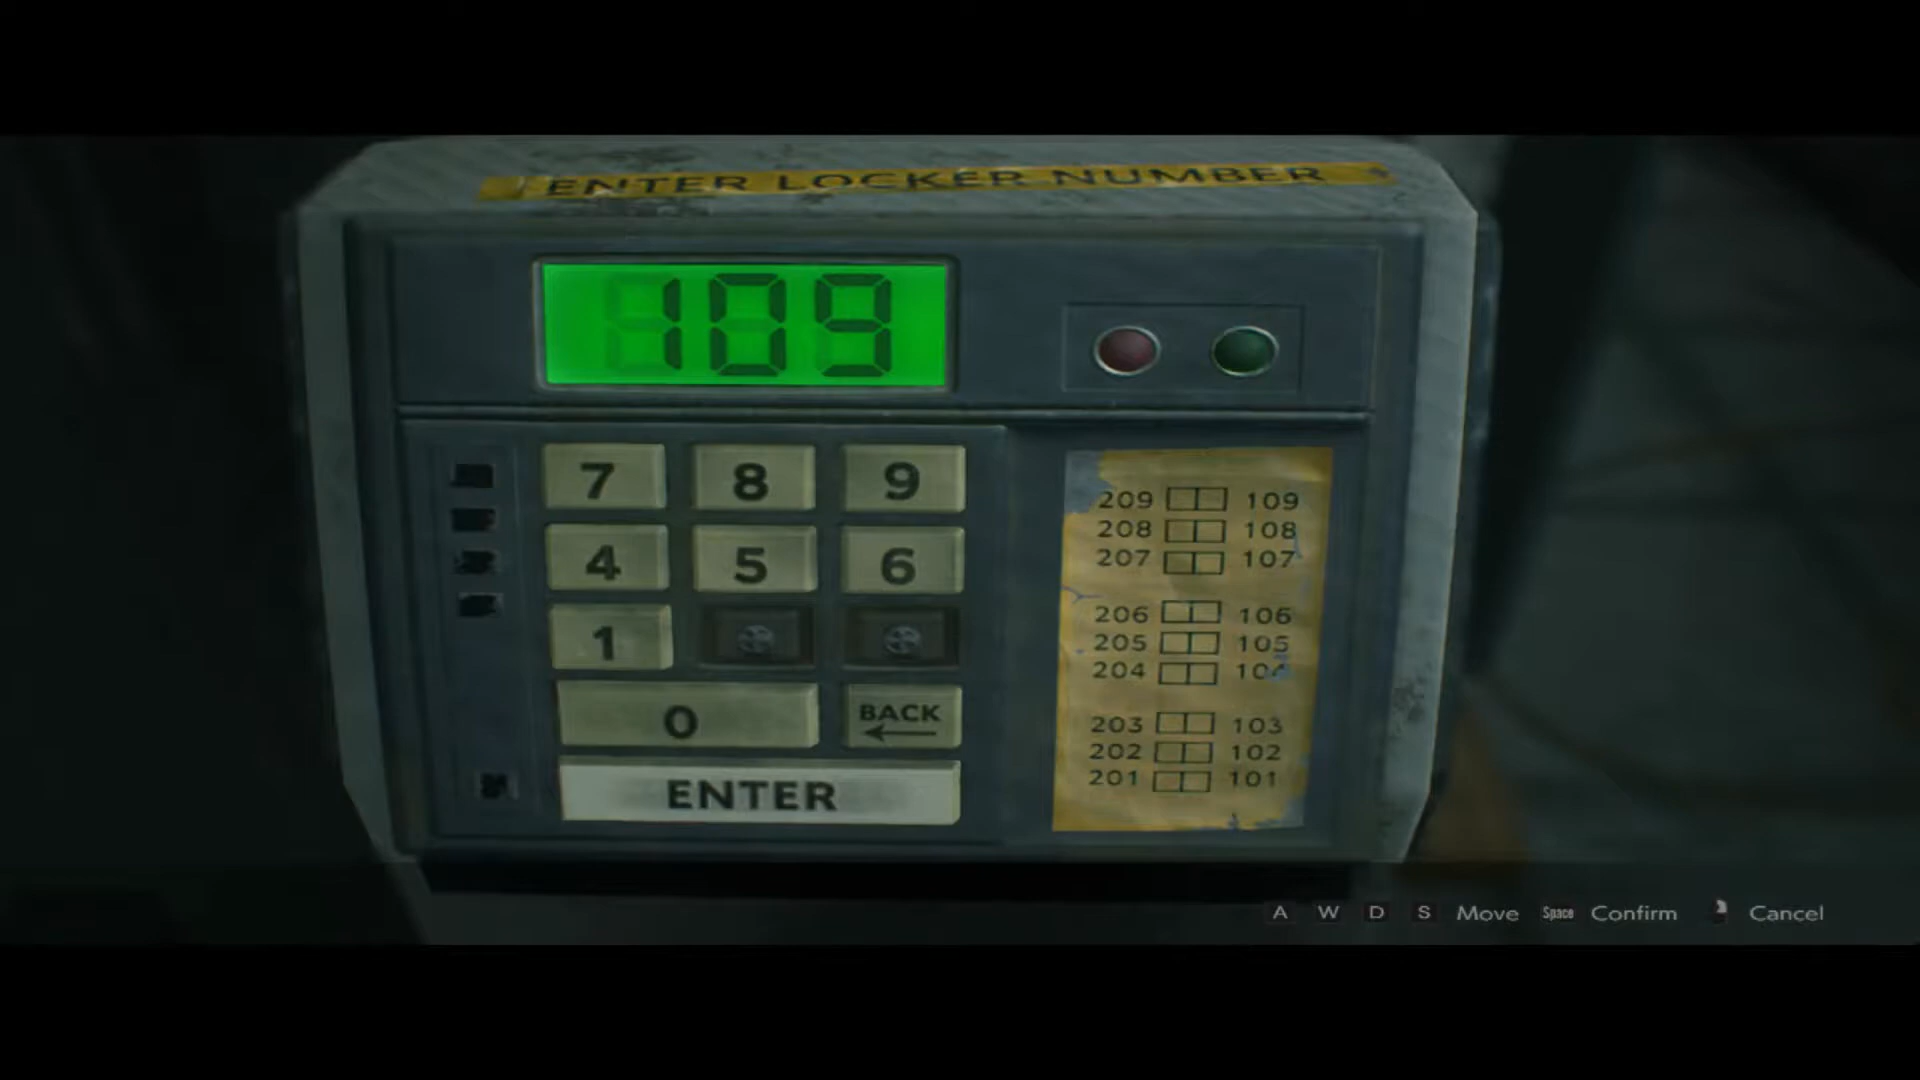 ENTER LOCKER NUMBER
109
7 8 9
4 5 6
1
0 BACK
ENTER
209 109
208 108
207 107
206 106
205 105
204 104
203 103
202 102
201 101
A W D S Move Space Confirm Cancel